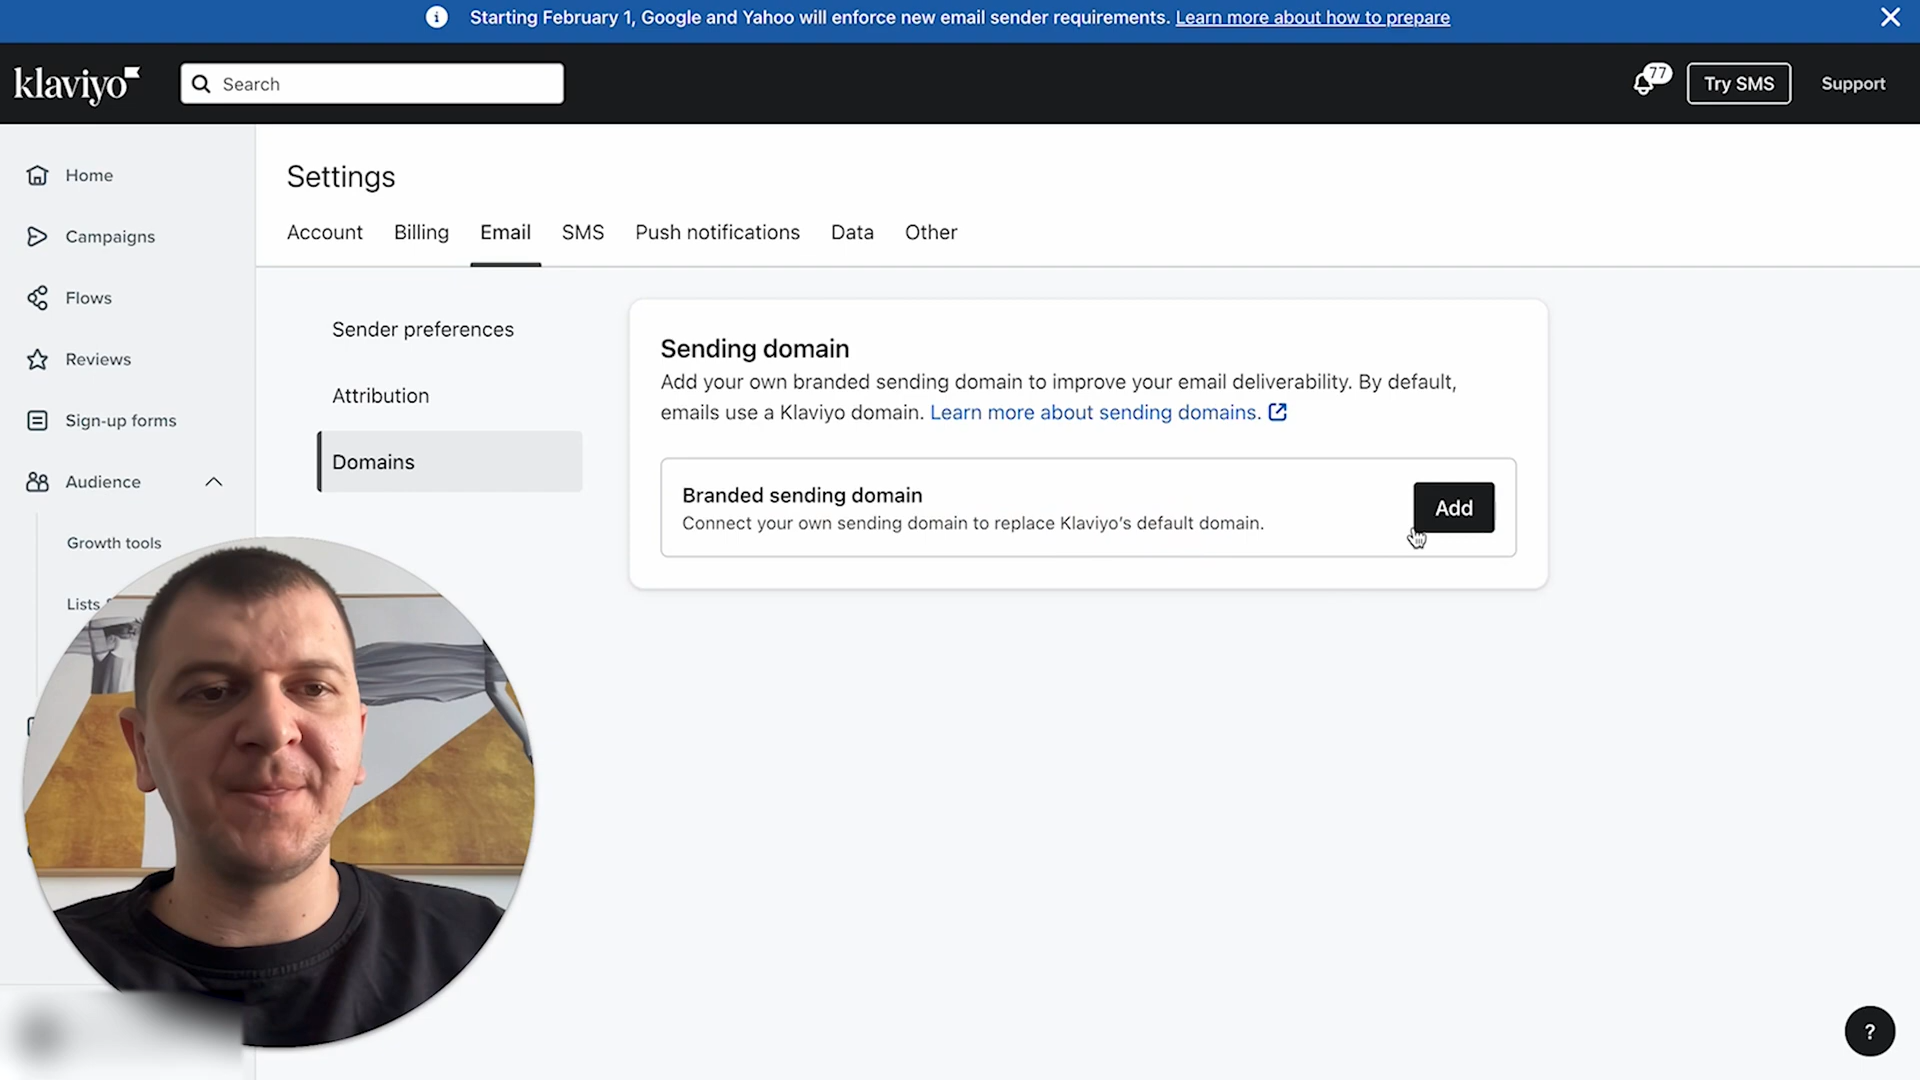 Starting February 1, Google and Yahoo will enforce new email sender requirements. Learn more about how to prepare
klaviyo
Search
77
Try SMS
Support
Home
Campaigns
Flows
Reviews
Sign-up forms
Audience
Growth tools
Lists
Settings
Account
Billing
Email
SMS
Push notifications
Data
Other
Sender preferences
Attribution
Domains
Sending domain
Add your own branded sending domain to improve your email deliverability. By default,
emails use a Klaviyo domain. Learn more about sending domains.
Branded sending domain
Connect your own sending domain to replace Klaviyo’s default domain.
Add
?